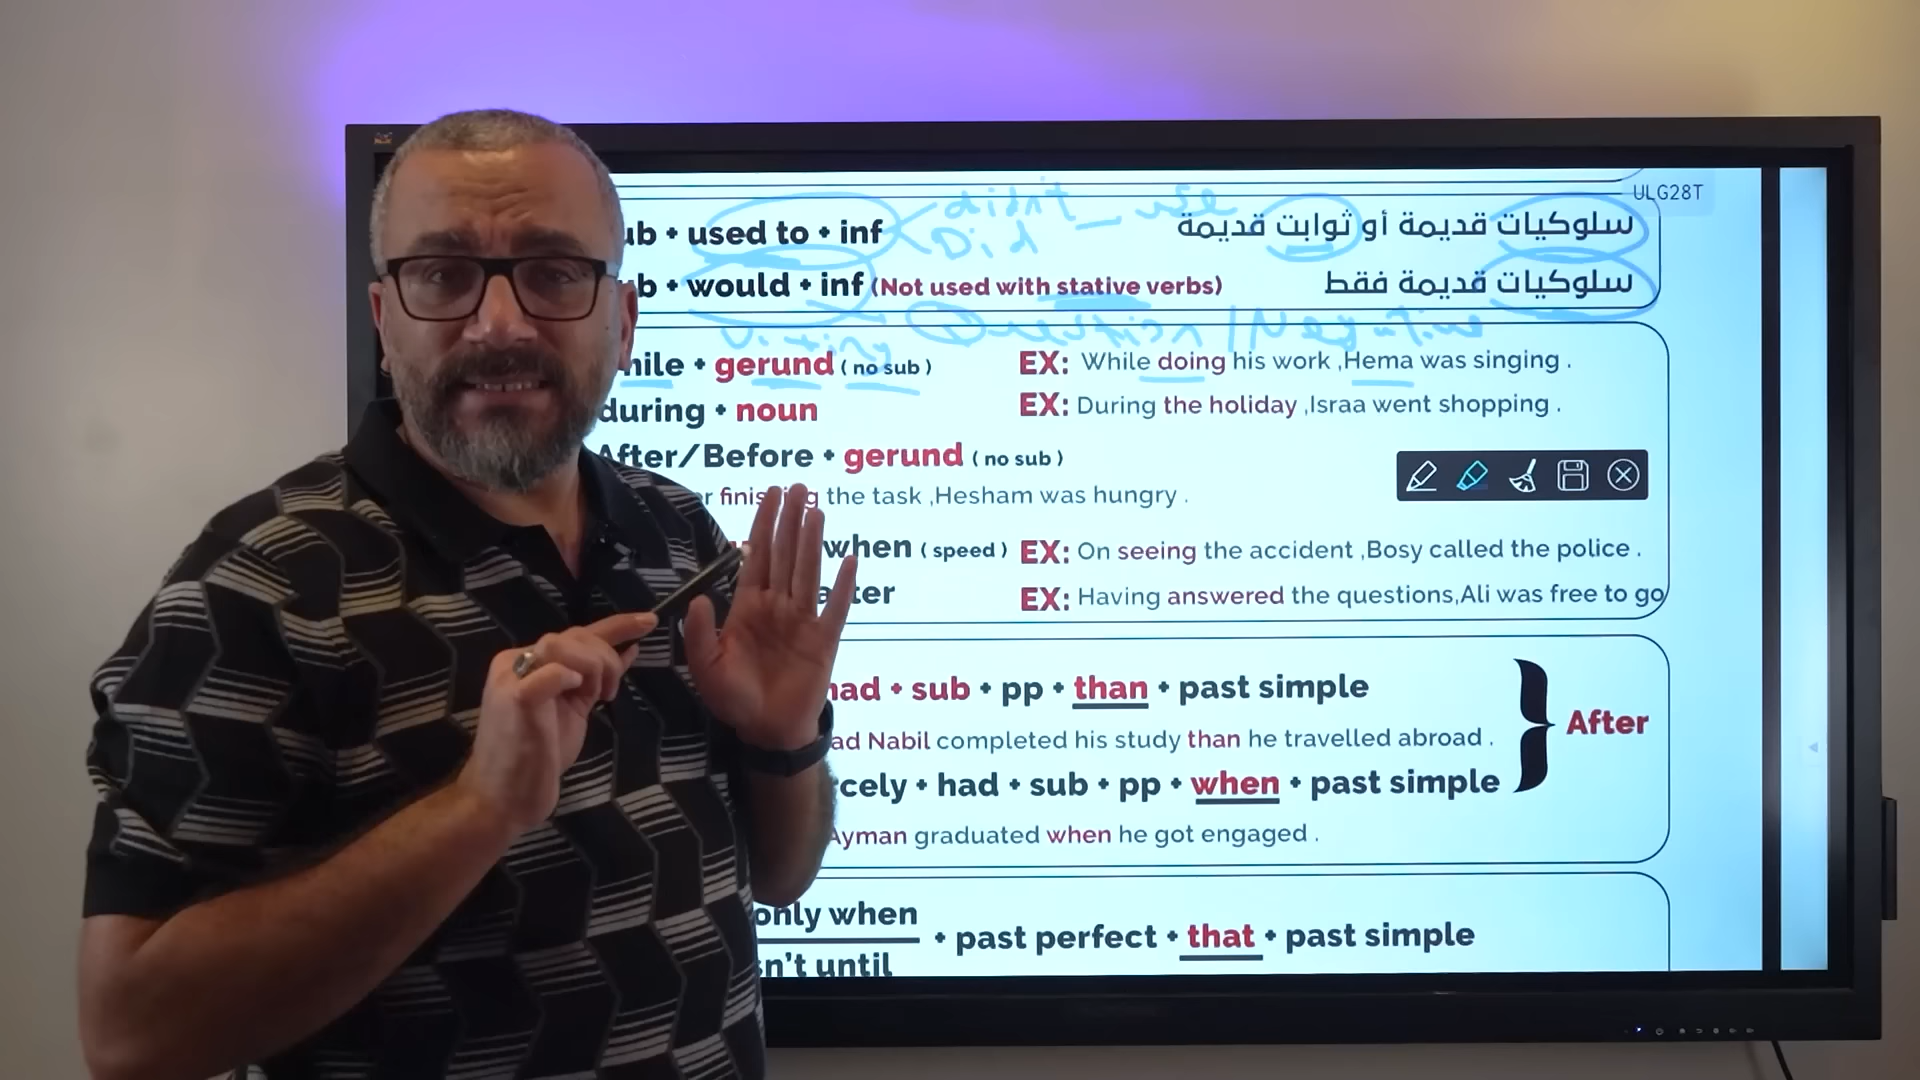 ULG28T
used to + inf
didn't use
Did
سلوكيات قديمة أو ثوابت قديمة
would + inf (Not used with stative verbs)
سلوكيات قديمة فقط
Question / Negative
gerund ( no sub )
EX: While doing his work ,Hema was singing .
during + noun
EX: During the holiday ,Israa went shopping .
After/Before + gerund ( no sub )
the task ,Hesham was hungry .
when ( speed )
EX: On seeing the accident ,Bosy called the police .
EX: Having answered the questions,Ali was free to go
had + sub + pp + than + past simple
Nabil completed his study than he travelled abroad .
After
+ had + sub + pp + when + past simple
Ayman graduated when he got engaged .
only when
+ past perfect + that + past simple
until